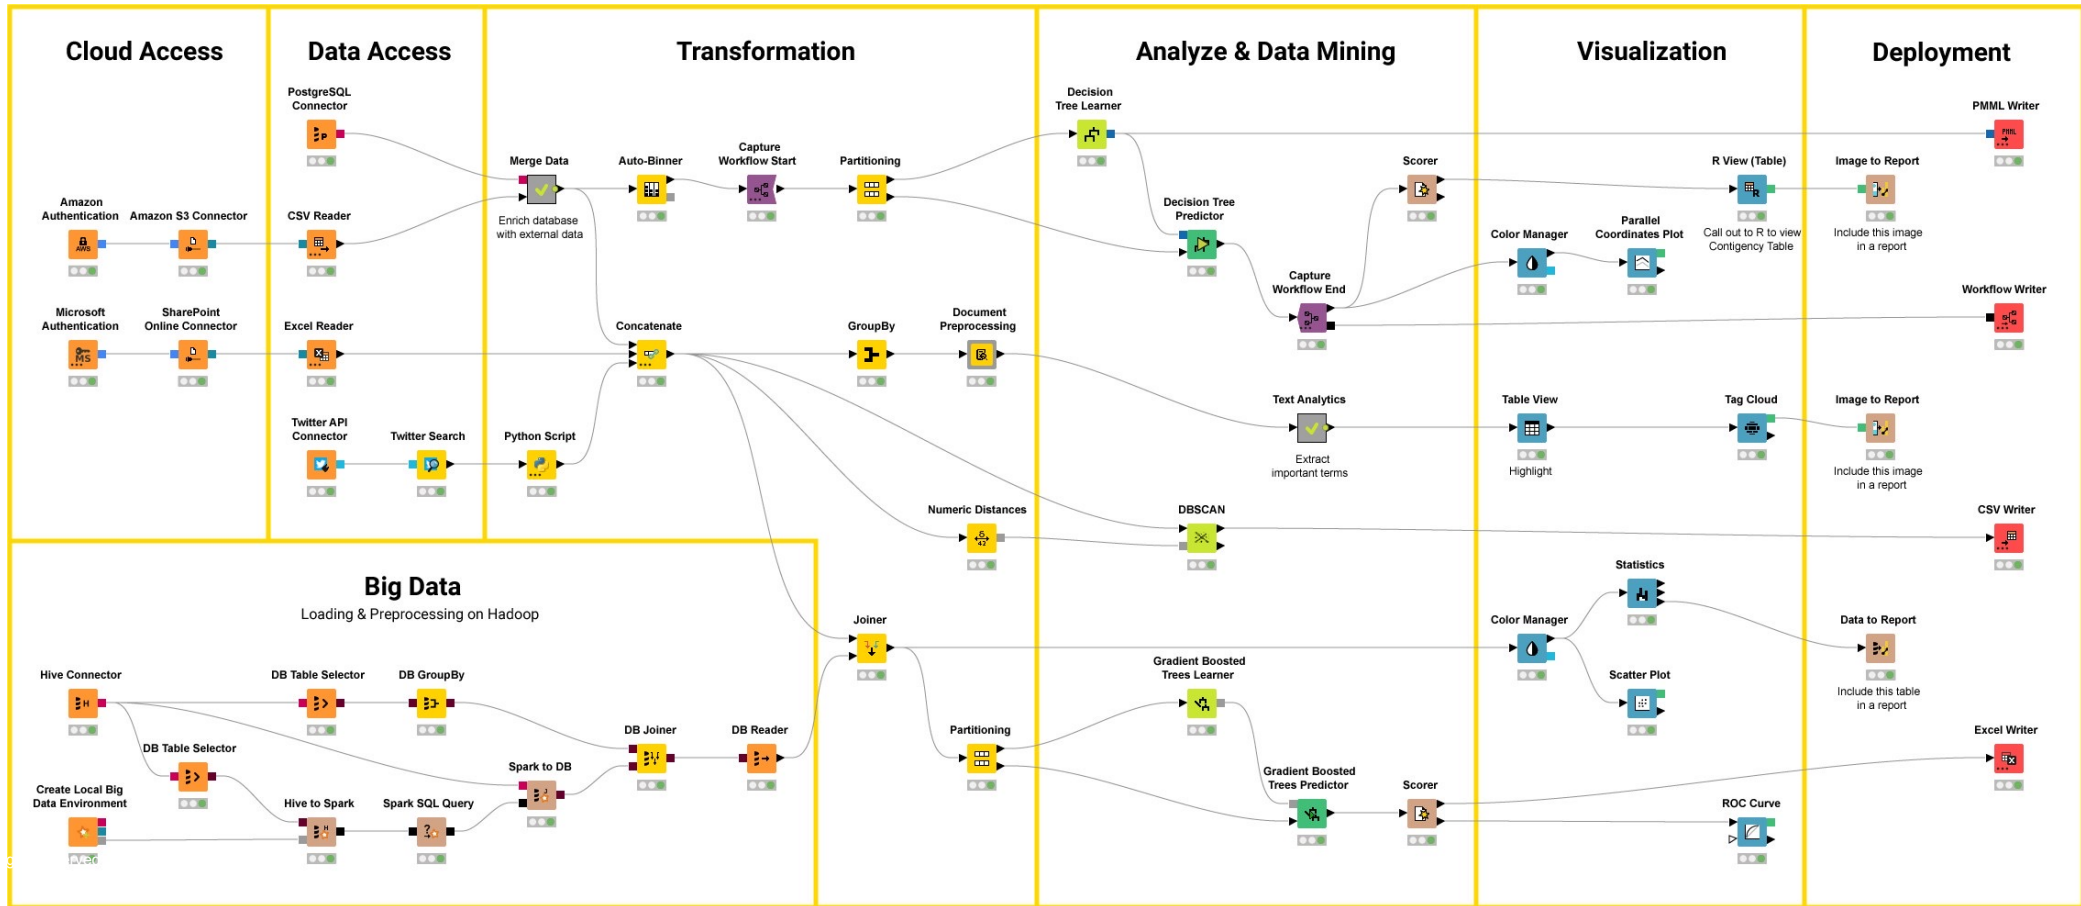 Cloud Access
Data Access
Transformation
Analyze & Data Mining
Visualization
Deployment
PostgreSQL
Connector
P
Amazon
Authentication
AWS
Amazon S3 Connector
CSV Reader
Microsoft
Authentication
MS
SharePoint
Online Connector
Excel Reader
Twitter API
Connector
Twitter Search
Merge Data
Enrich database
with external data
Auto-Binner
Capture
Workflow Start
Partitioning
Concatenate
GroupBy
Document
Preprocessing
Python Script
Numeric Distances
42
Joiner
Partitioning
Decision
Tree Learner
Decision Tree
Predictor
Capture
Workflow End
Scorer
Text Analytics
Extract
important terms
DBSCAN
Gradient Boosted
Trees Learner
Gradient Boosted
Trees Predictor
Scorer
R View (Table)
R
Call out to R to view
Contigency Table
Color Manager
Parallel
Coordinates Plot
Table View
Highlight
Tag Cloud
Statistics
Color Manager
Scatter Plot
ROC Curve
PMML Writer
PMML
Image to Report
Include this image
in a report
Workflow Writer
Image to Report
Include this image
in a report
CSV Writer
Data to Report
Include this table
in a report
Excel Writer
Big Data
Loading & Preprocessing on Hadoop
Hive Connector
H
DB Table Selector
DB GroupBy
DB Table Selector
Create Local Big
Data Environment
Hive to Spark
H
Spark SQL Query
?
Spark to DB
DB Joiner
DB Reader